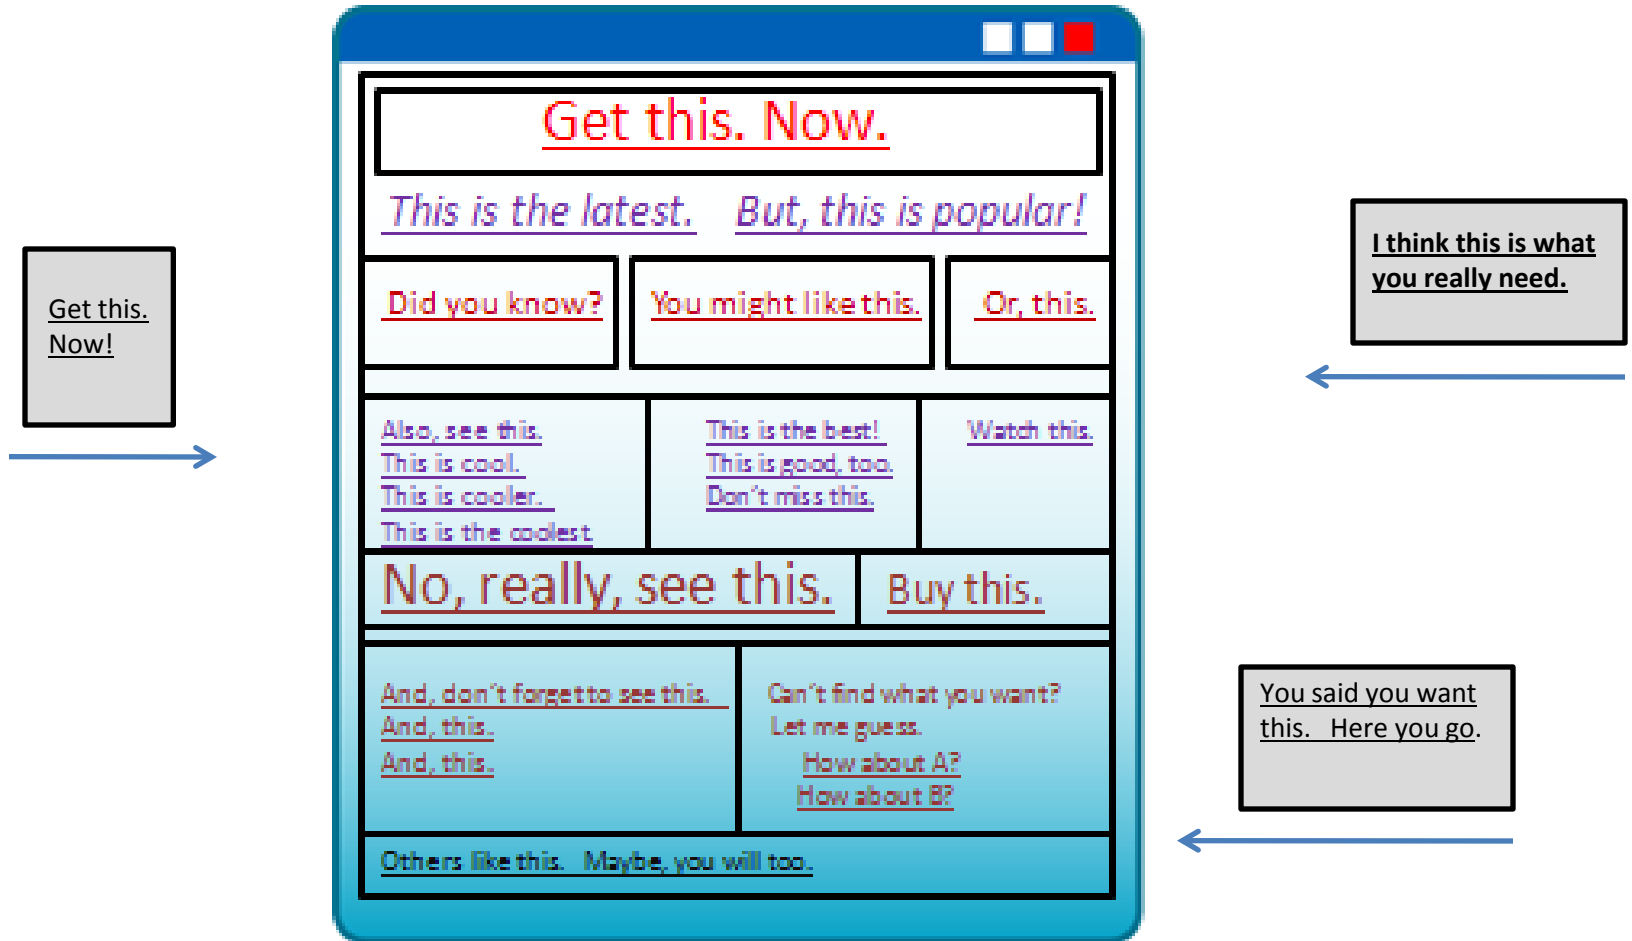 Get this. Now.
This is the latest. But, this is popular!
Get this.
Now!
I think this is what
you really need.
Did you know?
You might like this.
Or, this.
Also, see this.
This is cool.
This is cooler.
This is the coolest
This is the best!
This is good, too.
Don't miss this.
Watch this.
No, really, see this.
Buy this.
And, don't forget to see this.
And, this.
And, this.
Can't find what you want?
Let me guess.
How about A?
How about B?
You said you want
this. Here you go.
Others like this. Maybe, you will too.